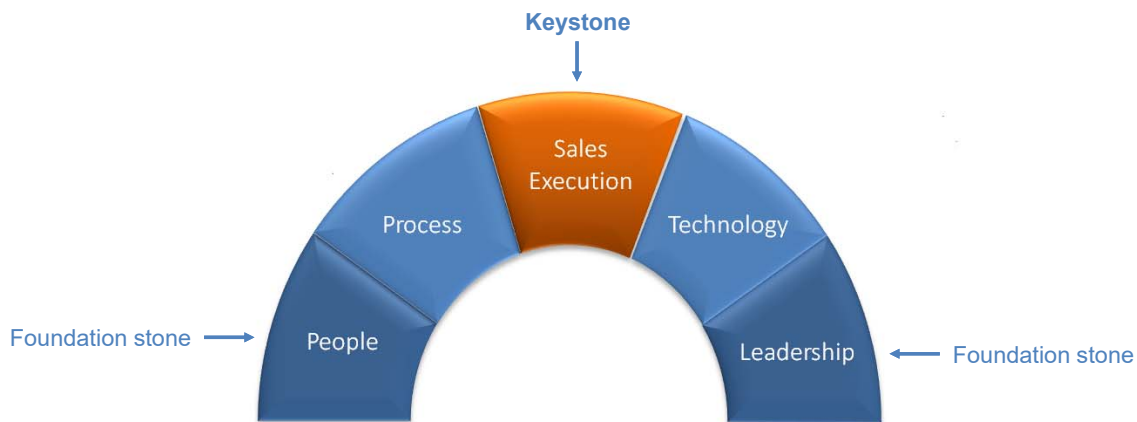 Keystone
Sales
Execution
Process
Technology
Foundation stone
People
Leadership
Foundation stone